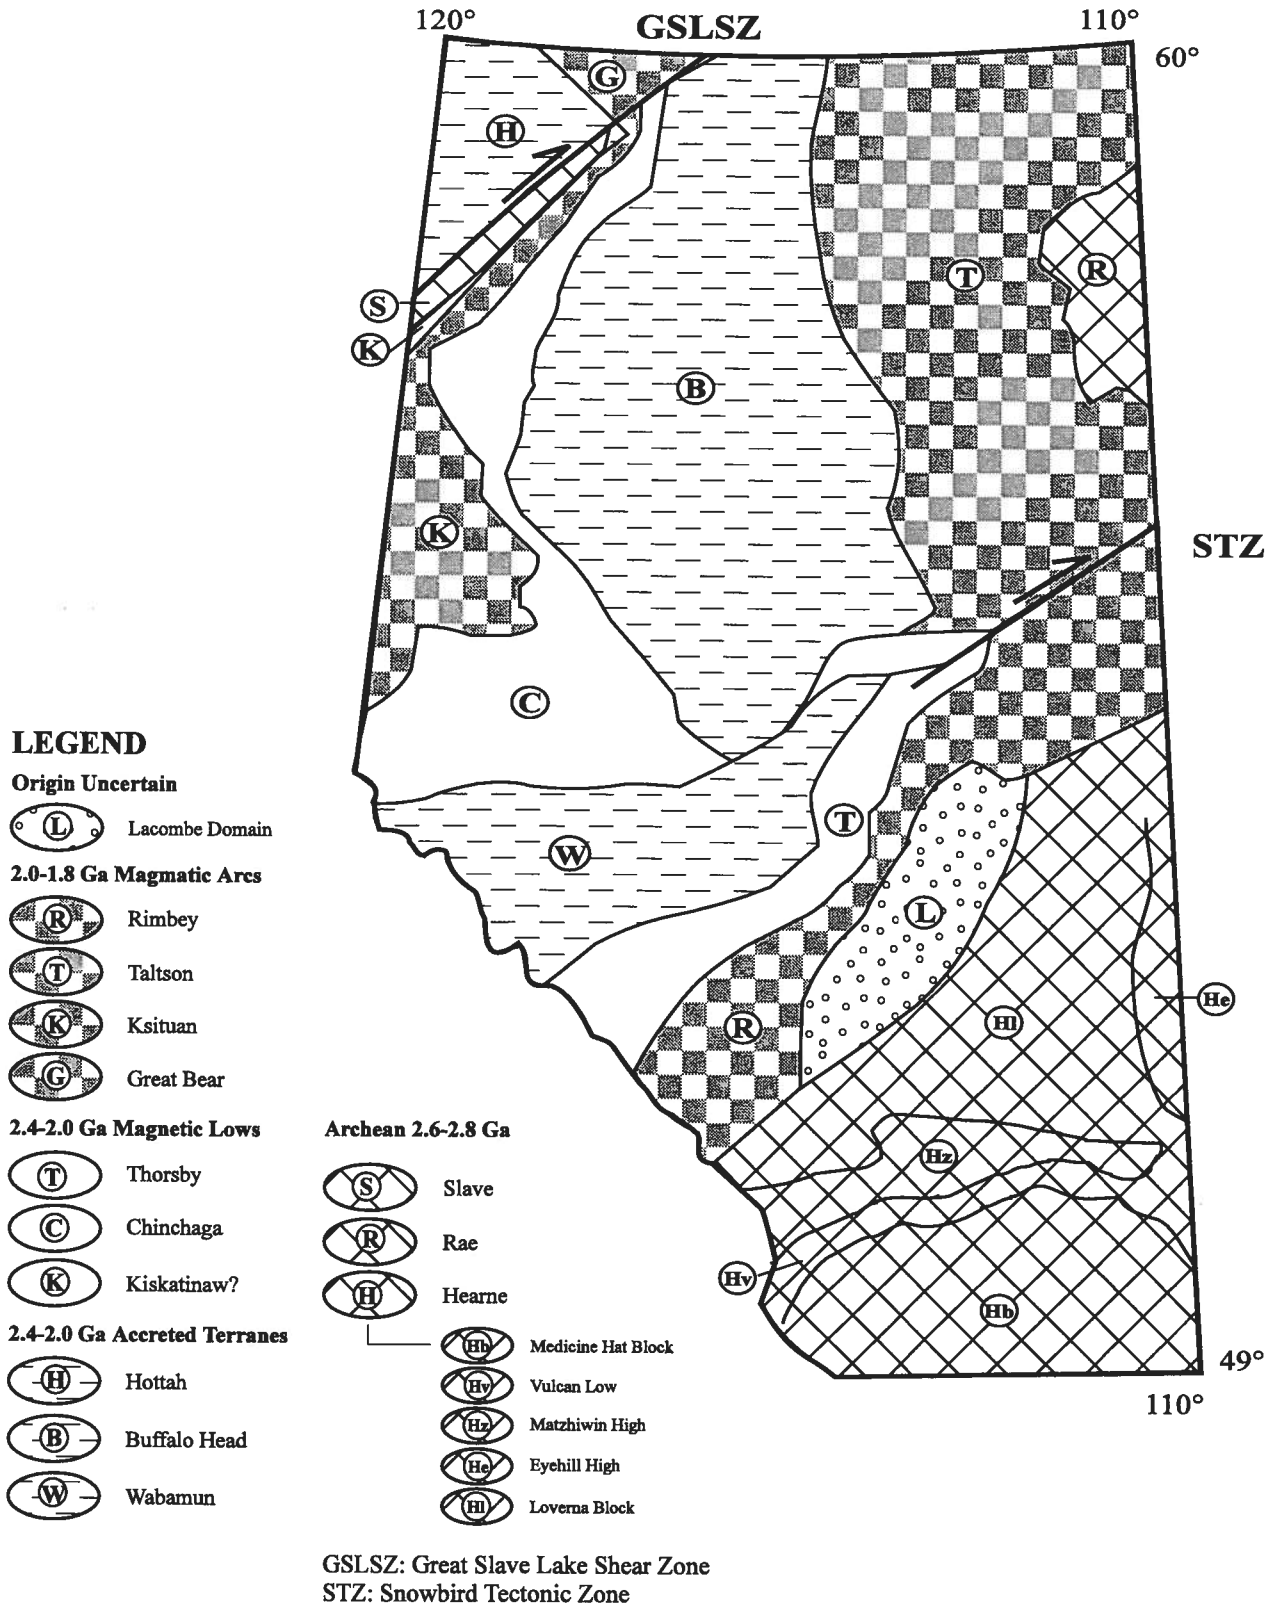 120°
GSLSZ
110°
60°
G
H
T
R
S
K
B
K
STZ
C
T
W
L
R
Hl
He
Hz
Hv
Hb
49°
110°
LEGEND
Origin Uncertain
L Lacombe Domain
2.0-1.8 Ga Magmatic Arcs
R Rimbey
T Taltson
K Ksituan
G Great Bear
2.4-2.0 Ga Magnetic Lows
T Thorsby
C Chinchaga
K Kiskatinaw?
2.4-2.0 Ga Accreted Terranes
H Hottah
B Buffalo Head
W Wabamun
Archean 2.6-2.8 Ga
S Slave
R Rae
H Hearne
Hb Medicine Hat Block
Hv Vulcan Low
Hz Matzhiwin High
He Eyehill High
Hl Loverna Block
GSLSZ: Great Slave Lake Shear Zone
STZ: Snowbird Tectonic Zone